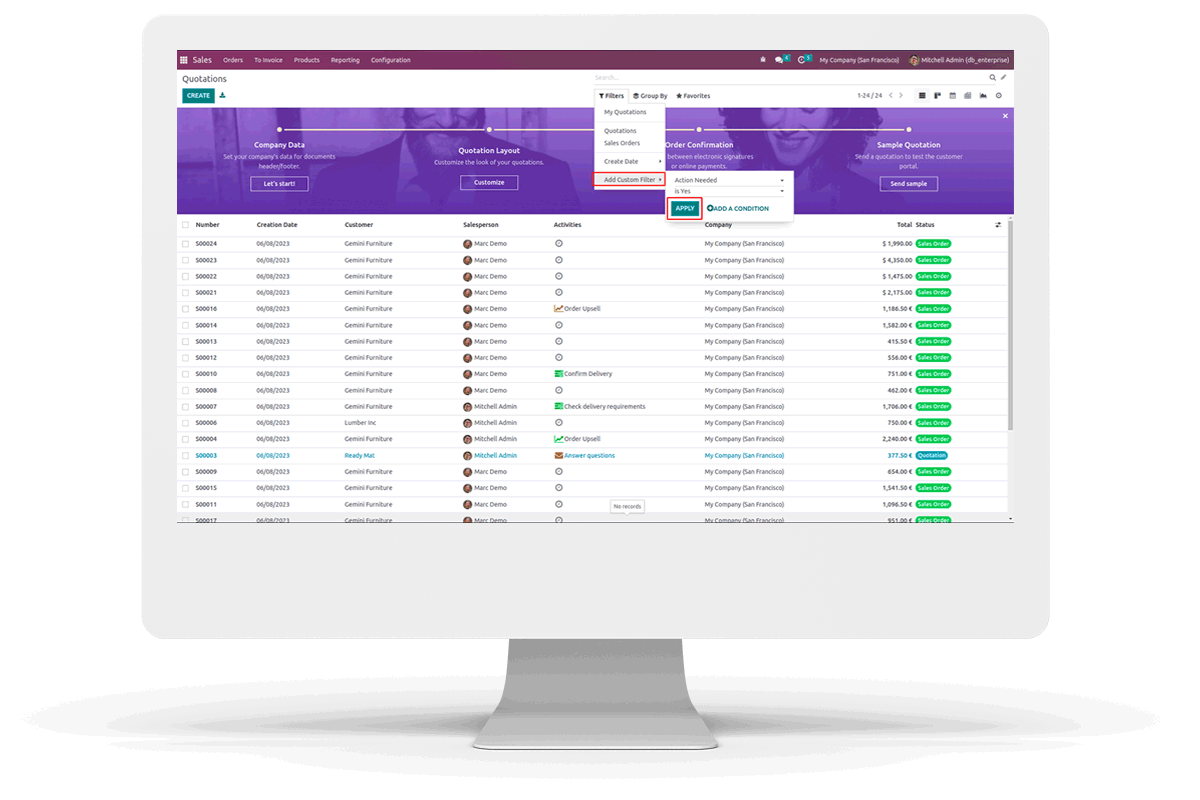 Sales Orders To Invoice Products Reporting Configuration 8 5 My Company (San Francisco) Mitchell Admin (db_enterprise)
Quotations Search...
CREATE Filters Group By Favorites 1-24 / 24
My Quotations
Quotations
Sales Orders
Create Date
Add Custom Filter
Action Needed
is Yes
APPLY ADD A CONDITION
Company Data
Set your company's data for documents
header/footer.
Let's start!
Quotation Layout
Customize the look of your quotations.
Customize
Order Confirmation
between electronic signatures
or online payments.
Sample Quotation
Send a quotation to test the customer
portal.
Send sample
Number Creation Date Customer Salesperson Activities Company Total Status
S00024 06/08/2023 Gemini Furniture Marc Demo My Company (San Francisco) $ 1,990.00 Sales Order
S00023 06/08/2023 Gemini Furniture Marc Demo My Company (San Francisco) $ 4,350.00 Sales Order
S00022 06/08/2023 Gemini Furniture Marc Demo My Company (San Francisco) $ 1,475.00 Sales Order
S00021 06/08/2023 Gemini Furniture Marc Demo My Company (San Francisco) $ 2,175.00 Sales Order
S00016 06/08/2023 Gemini Furniture Marc Demo Order Upsell My Company (San Francisco) 1,186.50 € Sales Order
S00014 06/08/2023 Gemini Furniture Marc Demo My Company (San Francisco) 1,582.00 € Sales Order
S00013 06/08/2023 Gemini Furniture Marc Demo My Company (San Francisco) 415.50 € Sales Order
S00012 06/08/2023 Gemini Furniture Marc Demo My Company (San Francisco) 556.00 € Sales Order
S00010 06/08/2023 Gemini Furniture Marc Demo Confirm Delivery My Company (San Francisco) 751.00 € Sales Order
S00008 06/08/2023 Gemini Furniture Marc Demo My Company (San Francisco) 462.00 € Sales Order
S00007 06/08/2023 Gemini Furniture Mitchell Admin Check delivery requirements My Company (San Francisco) 1,706.00 € Sales Order
S00006 06/08/2023 Lumber Inc Mitchell Admin My Company (San Francisco) 750.00 € Sales Order
S00004 06/08/2023 Gemini Furniture Mitchell Admin Order Upsell My Company (San Francisco) 2,240.00 € Sales Order
S00003 06/08/2023 Ready Mat Mitchell Admin Answer questions My Company (San Francisco) 377.50 € Quotation
S00009 06/08/2023 Gemini Furniture Marc Demo My Company (San Francisco) 654.00 € Sales Order
S00015 06/08/2023 Gemini Furniture Marc Demo My Company (San Francisco) 1,541.50 € Sales Order
S00011 06/08/2023 Gemini Furniture Marc Demo My Company (San Francisco) 1,096.50 € Sales Order
No records
S00017 06/08/2023 Gemini Furniture Marc Demo My Company (San Francisco) 951.00 € Sales Order